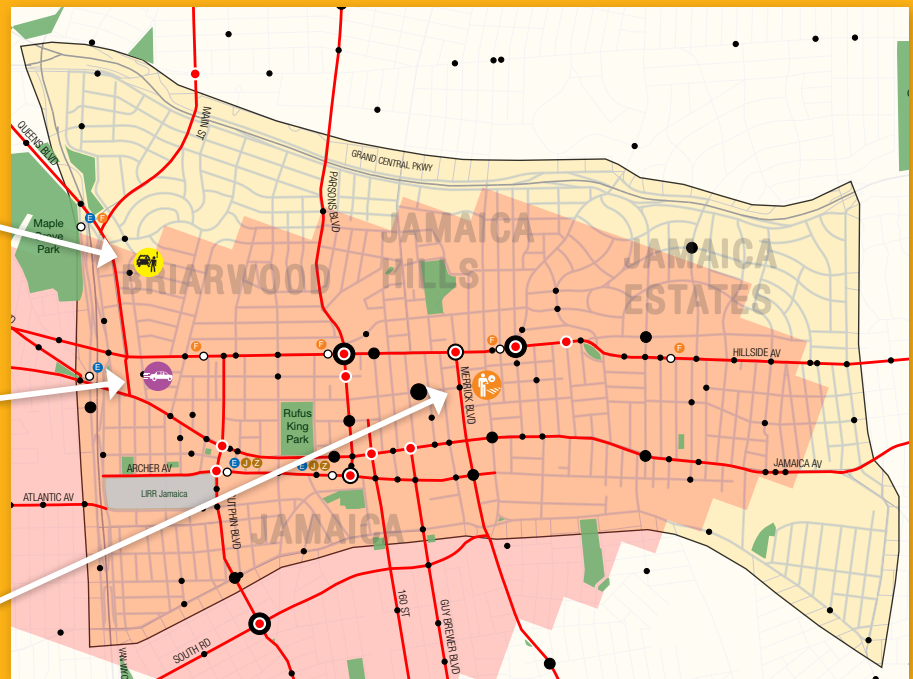 QUEENS BLVD
MAIN ST
GRAND CENTRAL PKWY
PARSONS BLVD
E F
Maple
Grove
Park
BRIARWOOD
JAMAICA
HILLS
JAMAICA
ESTATES
F
F
F
F
HILLSIDE AV
E
MERRICK BLVD
Rufus
King
Park
E J Z
E J Z
ARCHER AV
JAMAICA AV
ATLANTIC AV
LIRR Jamaica
UTPHIN BLVD
JAMAICA
160 ST
GUY BREWER BLVD
SOUTH RD